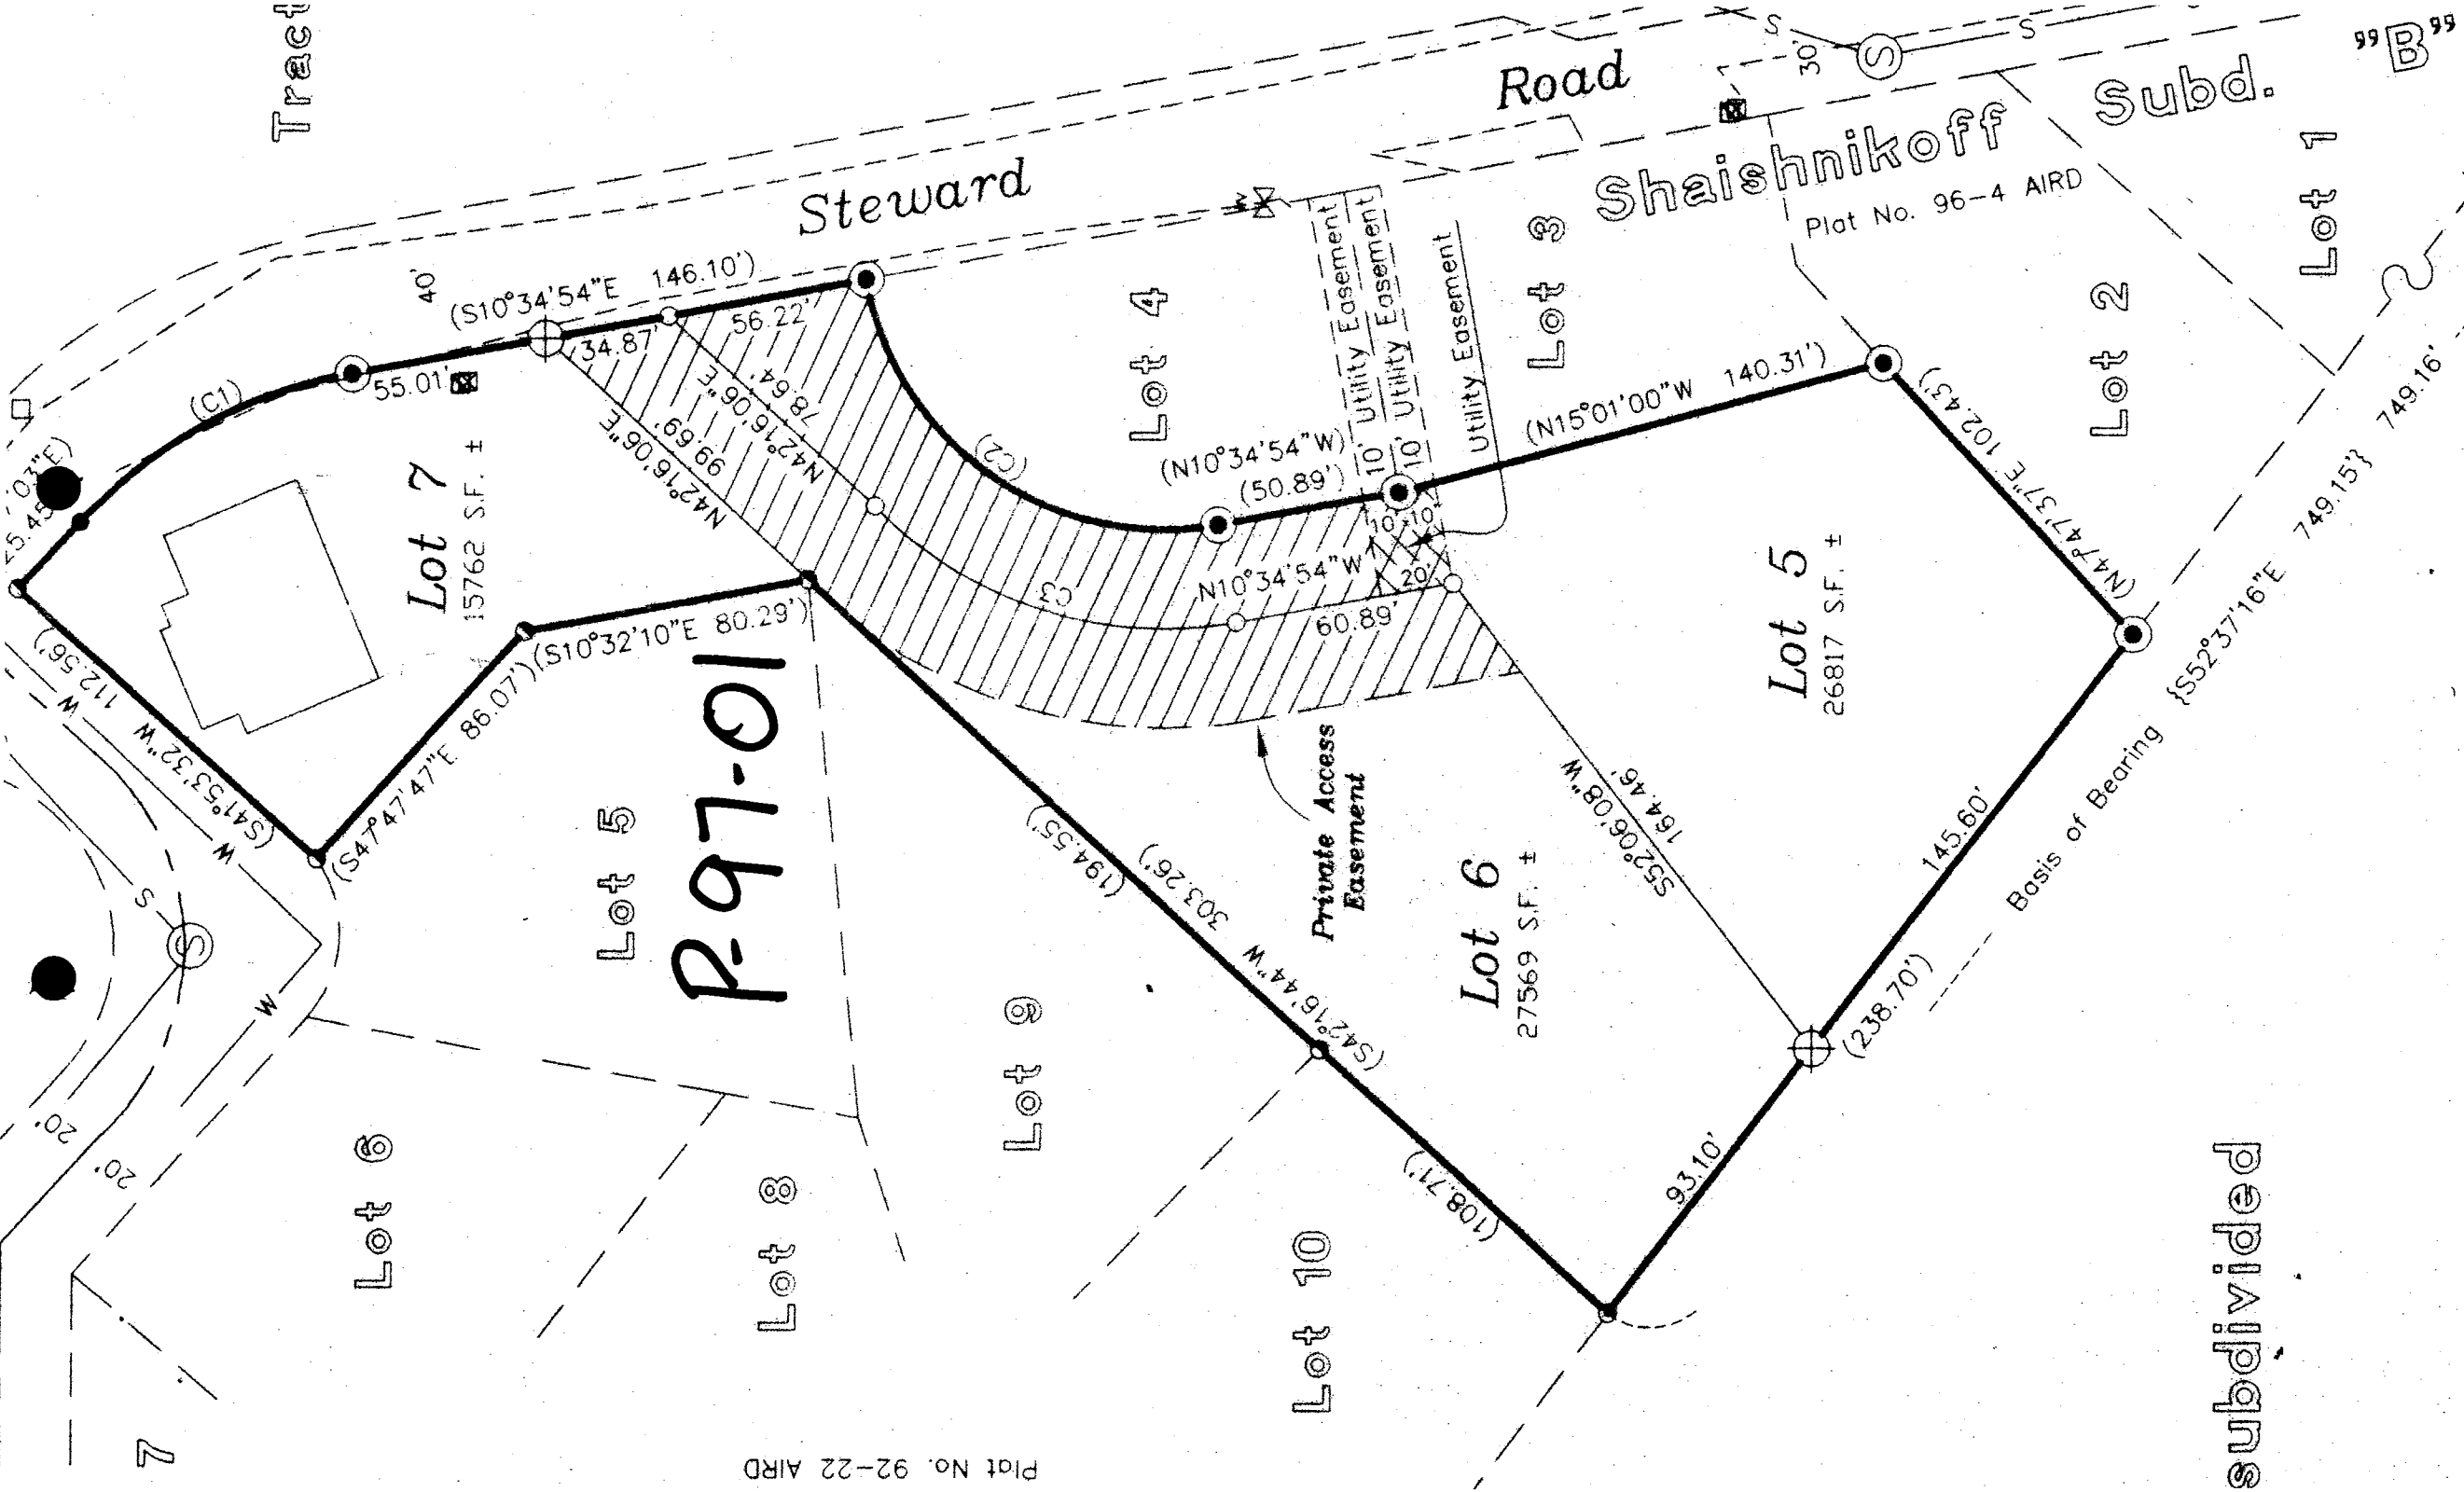 Tract
Steward
Road
Shaishnikoff
Subd.
"B"
Plat No. 96-4 AIRD
30'
S
S
S
40'
(S10°34'54"E 146.10')
34.87'
56.22'
55.01'
(C1)
03"E)
Lot 7
15762 S.F. ±
N42°16'06"E
99.69'
N42°16'06"E
78.64'
(C2)
C3
Lot 4
(N10°34'54"W)
(50.89')
10' Utility Easement
10' Utility Easement
Utility Easement
10'
10'
20'
N10°34'54"W
60.89'
Lot 3
Lot 2
Lot 1
(N15°01'00"W 140.31')
(N47°47'37"E 102.43')
Lot 5
26817 S.F. ±
{S52°37'16"E 749.15'} 749.16'
Basis of Bearing
145.60'
(238.70')
93.10'
S52°06'08"W
164.46'
Private Access
Easement
Lot 6
27569 S.F. ±
(S42°16'44"W 303.26')
(194.55')
(108.71')
(S10°32'10"E 80.29')
(S47°47'47"E 86.07')
(S41°53'32"W 112.56')
W
W
W
W
S
S
20'
20'
P-97-01
Lot 5
Lot 6
Lot 8
Lot 9
Lot 10
7
Plat No. 92-22 AIRD
subdivided